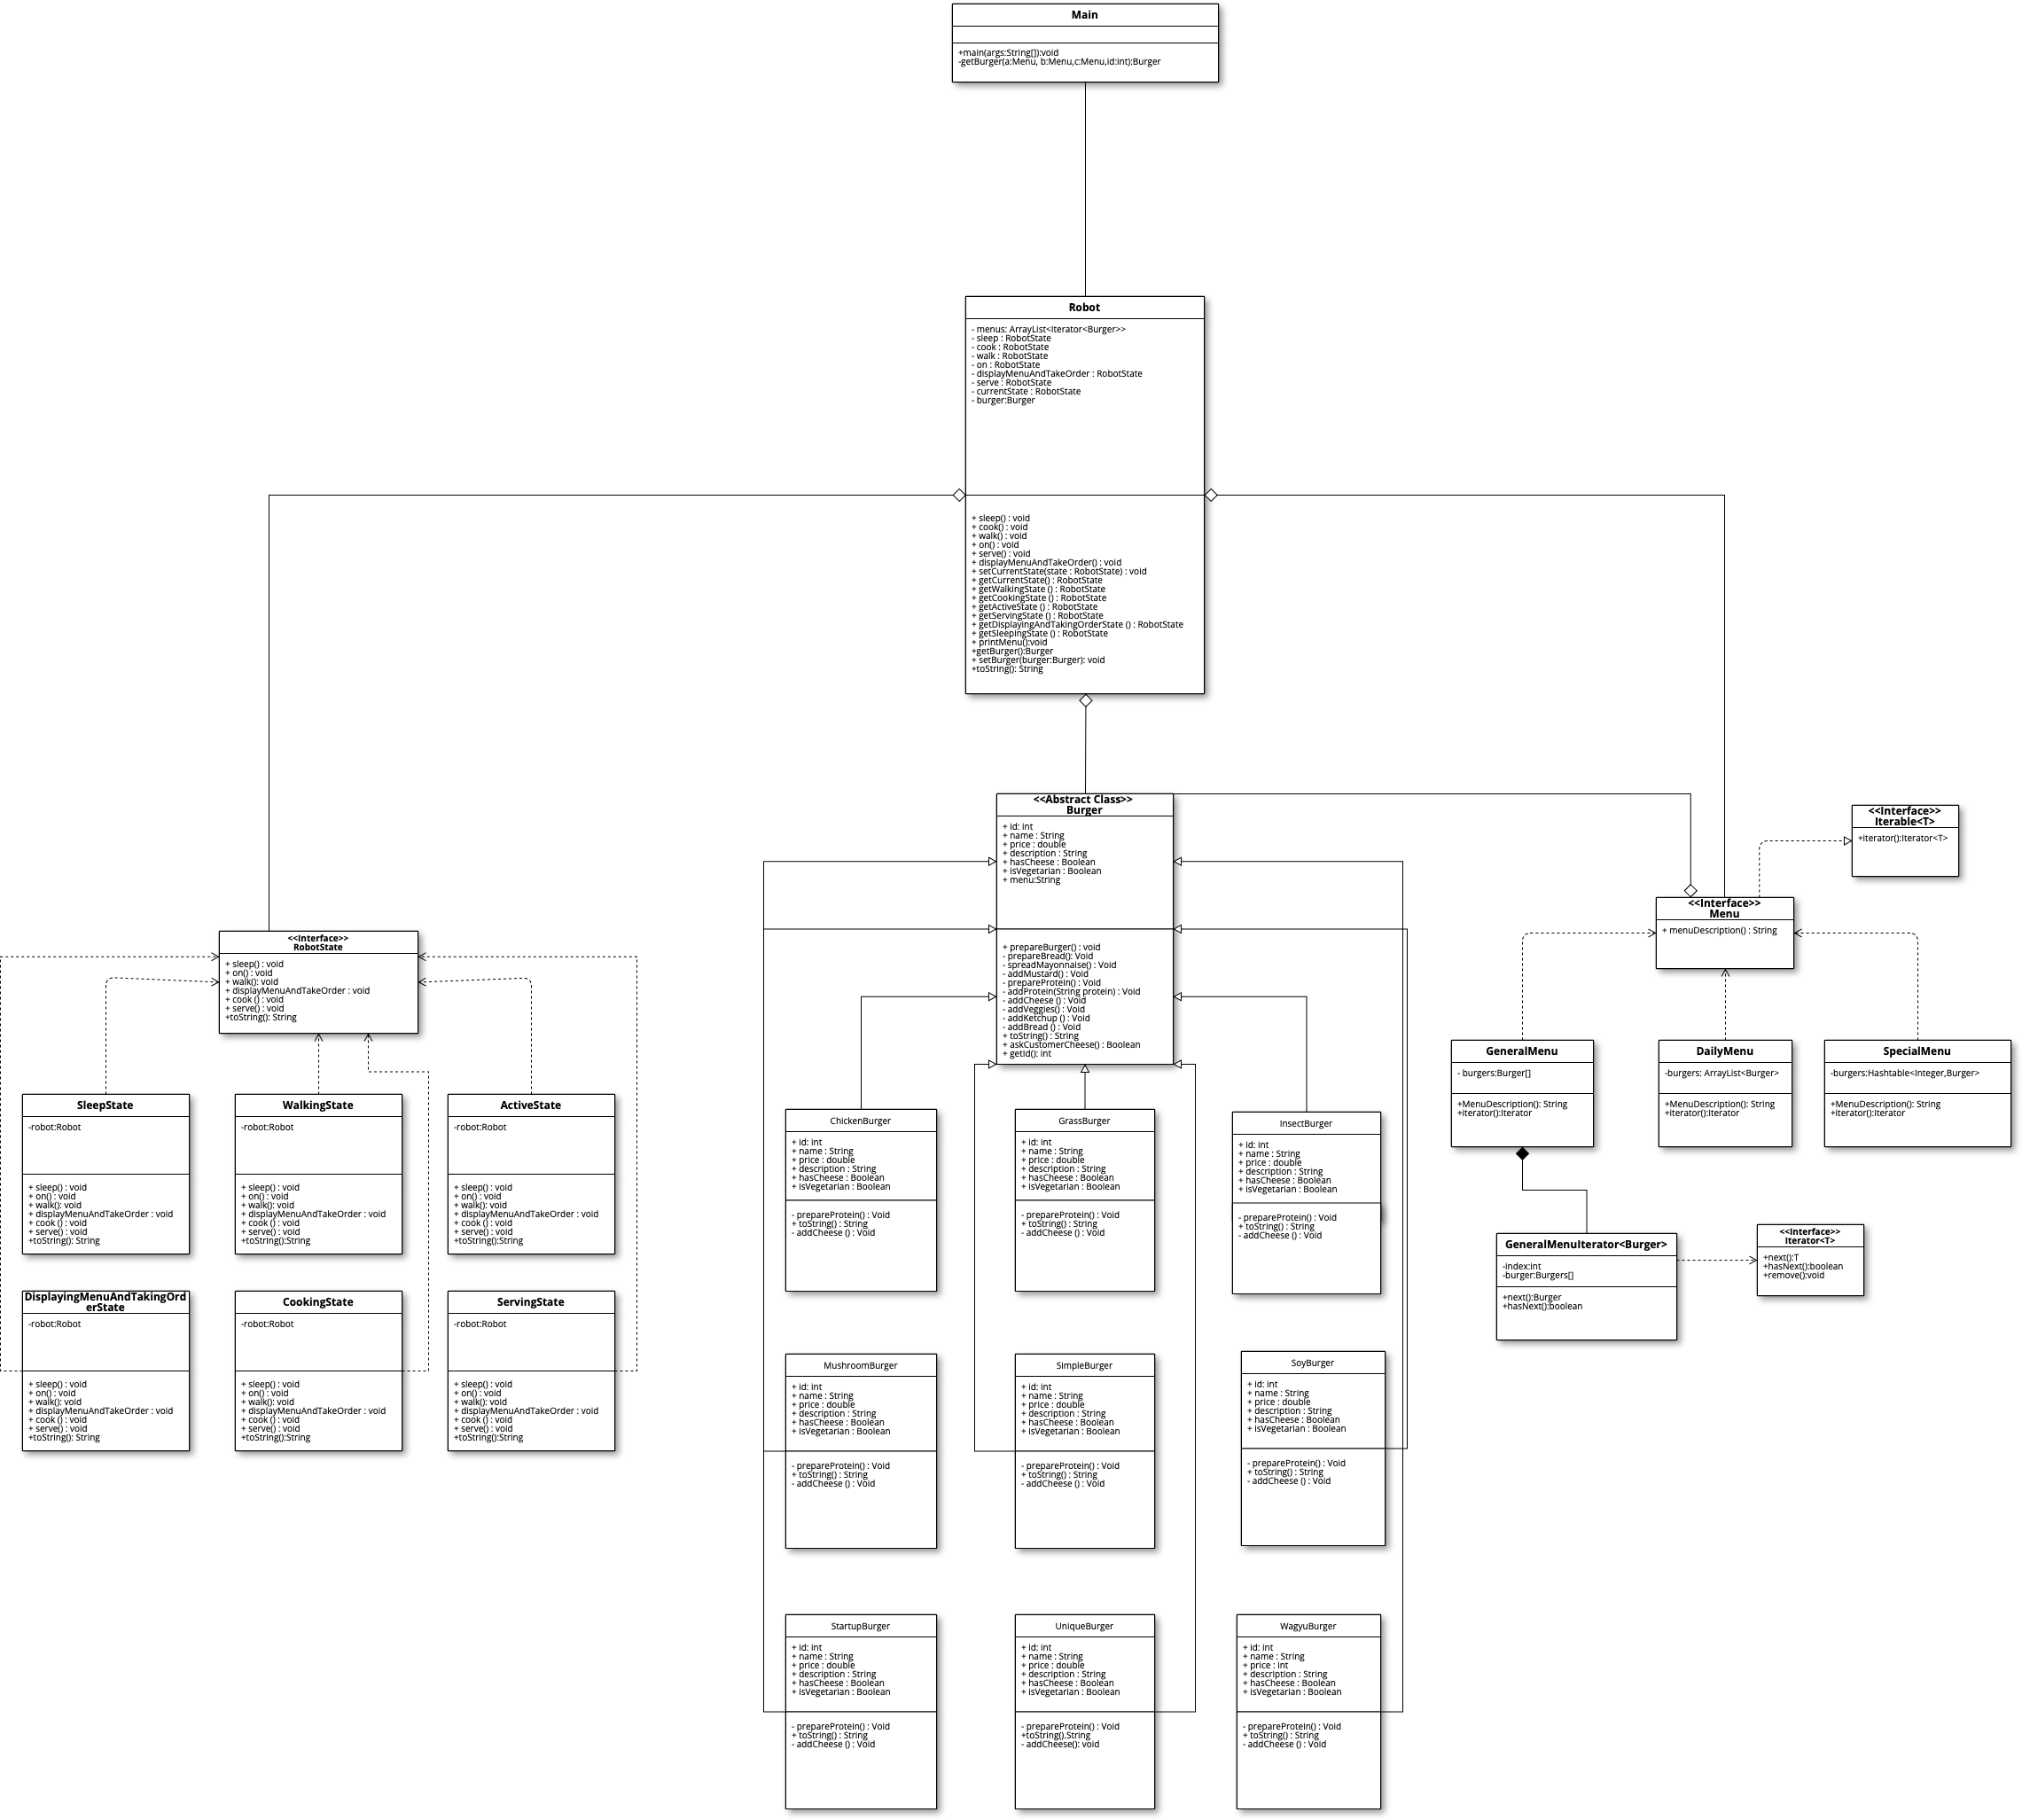 Main
+main(args:String[]):void
-getBurger(a:Menu, b:Menu,c:Menu,id:int):Burger
Robot
- menus: ArrayList<Iterator<Burger>>
- sleep : RobotState
- cook : RobotState
- walk : RobotState
- on : RobotState
- displayMenuAndTakeOrder : RobotState
- serve : RobotState
- currentState : RobotState
- burger:Burger
+ sleep() : void
+ cook() : void
+ walk() : void
+ on() : void
+ serve() : void
+ displayMenuAndTakeOrder() : void
+ setCurrentState(state : RobotState) : void
+ getCurrentState() : RobotState
+ getWalkingState () : RobotState
+ getCookingState () : RobotState
+ getActiveState () : RobotState
+ getServingState () : RobotState
+ getDisplayingAndTakingOrderState () : RobotState
+ getSleepingState () : RobotState
+ printMenu():void
+getBurger():Burger
+ setBurger(burger:Burger): void
+toString(): String
<<Abstract Class>>
Burger
+ id: int
+ name : String
+ price : double
+ description : String
+ hasCheese : Boolean
+ isVegetarian : Boolean
+ menu:String
+ prepareBurger() : void
- prepareBread(): Void
- spreadMayonnaise() : Void
- addMustard() : Void
- prepareProtein() : Void
- addProtein(String protein) : Void
- addCheese () : Void
- addVeggies() : Void
- addKetchup () : Void
- addBread () : Void
+ toString() : String
+ askCustomerCheese() : Boolean
+ getId(): int
<<Interface>>
Iterable<T>
+iterator():Iterator<T>
<<Interface>>
Menu
+ menuDescription() : String
<<Interface>>
RobotState
+ sleep() : void
+ on() : void
+ walk(): void
+ displayMenuAndTakeOrder : void
+ cook () : void
+ serve() : void
+toString(): String
GeneralMenu
- burgers:Burger[]
+MenuDescription(): String
+iterator():Iterator
DailyMenu
-burgers: ArrayList<Burger>
+MenuDescription(): String
+iterator():Iterator
SpecialMenu
-burgers:Hashtable<Integer,Burger>
+MenuDescription(): String
+iterator():Iterator
SleepState
-robot:Robot
+ sleep() : void
+ on() : void
+ walk(): void
+ displayMenuAndTakeOrder : void
+ cook () : void
+ serve() : void
+toString(): String
WalkingState
-robot:Robot
+ sleep() : void
+ on() : void
+ walk(): void
+ displayMenuAndTakeOrder : void
+ cook () : void
+ serve() : void
+toString():String
ActiveState
-robot:Robot
+ sleep() : void
+ on() : void
+ walk(): void
+ displayMenuAndTakeOrder : void
+ cook () : void
+ serve() : void
+toString():String
ChickenBurger
+ id: int
+ name : String
+ price : double
+ description : String
+ hasCheese : Boolean
+ isVegetarian : Boolean
- prepareProtein() : Void
+ toString() : String
- addCheese () : Void
GrassBurger
+ id: int
+ name : String
+ price : double
+ description : String
+ hasCheese : Boolean
+ isVegetarian : Boolean
- prepareProtein() : Void
+ toString() : String
- addCheese () : Void
InsectBurger
+ id: int
+ name : String
+ price : double
+ description : String
+ hasCheese : Boolean
+ isVegetarian : Boolean
- prepareProtein() : Void
+ toString() : String
- addCheese () : Void
GeneralMenuIterator<Burger>
-index:int
-burger:Burgers[]
+next():Burger
+hasNext():boolean
<<Interface>>
Iterator<T>
+next():T
+hasNext():boolean
+remove():void
DisplayingMenuAndTakingOrd
erState
-robot:Robot
+ sleep() : void
+ on() : void
+ walk(): void
+ displayMenuAndTakeOrder : void
+ cook () : void
+ serve() : void
+toString(): String
CookingState
-robot:Robot
+ sleep() : void
+ on() : void
+ walk(): void
+ displayMenuAndTakeOrder : void
+ cook () : void
+ serve() : void
+toString():String
ServingState
-robot:Robot
+ sleep() : void
+ on() : void
+ walk(): void
+ displayMenuAndTakeOrder : void
+ cook () : void
+ serve() : void
+toString():String
MushroomBurger
+ id: int
+ name : String
+ price : double
+ description : String
+ hasCheese : Boolean
+ isVegetarian : Boolean
- prepareProtein() : Void
+ toString() : String
- addCheese () : Void
SimpleBurger
+ id: int
+ name : String
+ price : double
+ description : String
+ hasCheese : Boolean
+ isVegetarian : Boolean
- prepareProtein() : Void
+ toString() : String
- addCheese () : Void
SoyBurger
+ id: int
+ name : String
+ price : double
+ description : String
+ hasCheese : Boolean
+ isVegetarian : Boolean
- prepareProtein() : Void
+ toString() : String
- addCheese () : Void
StartupBurger
+ id: int
+ name : String
+ price : double
+ description : String
+ hasCheese : Boolean
+ isVegetarian : Boolean
- prepareProtein() : Void
+ toString() : String
- addCheese () : Void
UniqueBurger
+ id: int
+ name : String
+ price : double
+ description : String
+ hasCheese : Boolean
+ isVegetarian : Boolean
- prepareProtein() : Void
+toString().String
- addCheese(): void
WagyuBurger
+ id: int
+ name : String
+ price : int
+ description : String
+ hasCheese : Boolean
+ isVegetarian : Boolean
- prepareProtein() : Void
+ toString() : String
- addCheese () : Void